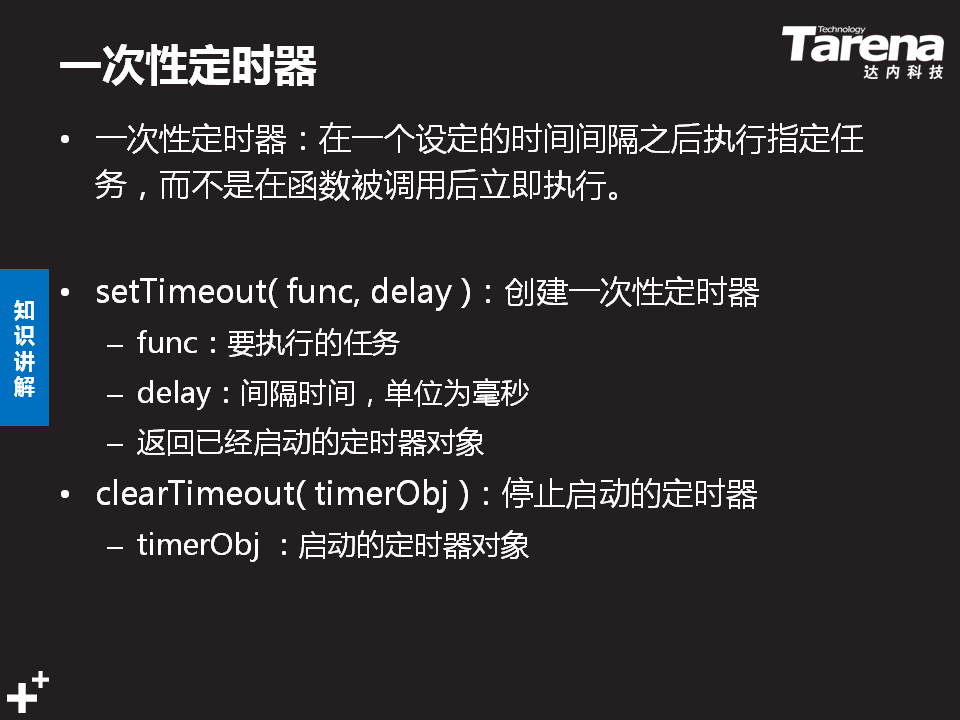 一次性定时器
Technology
Tarena
达内科技
• 一次性定时器：在一个设定的时间间隔之后执行指定任
务，而不是在函数被调用后立即执行。
• setTimeout( func, delay )：创建一次性定时器
– func：要执行的任务
– delay：间隔时间，单位为毫秒
– 返回已经启动的定时器对象
• clearTimeout( timerObj )：停止启动的定时器
– timerObj ：启动的定时器对象
知识讲解